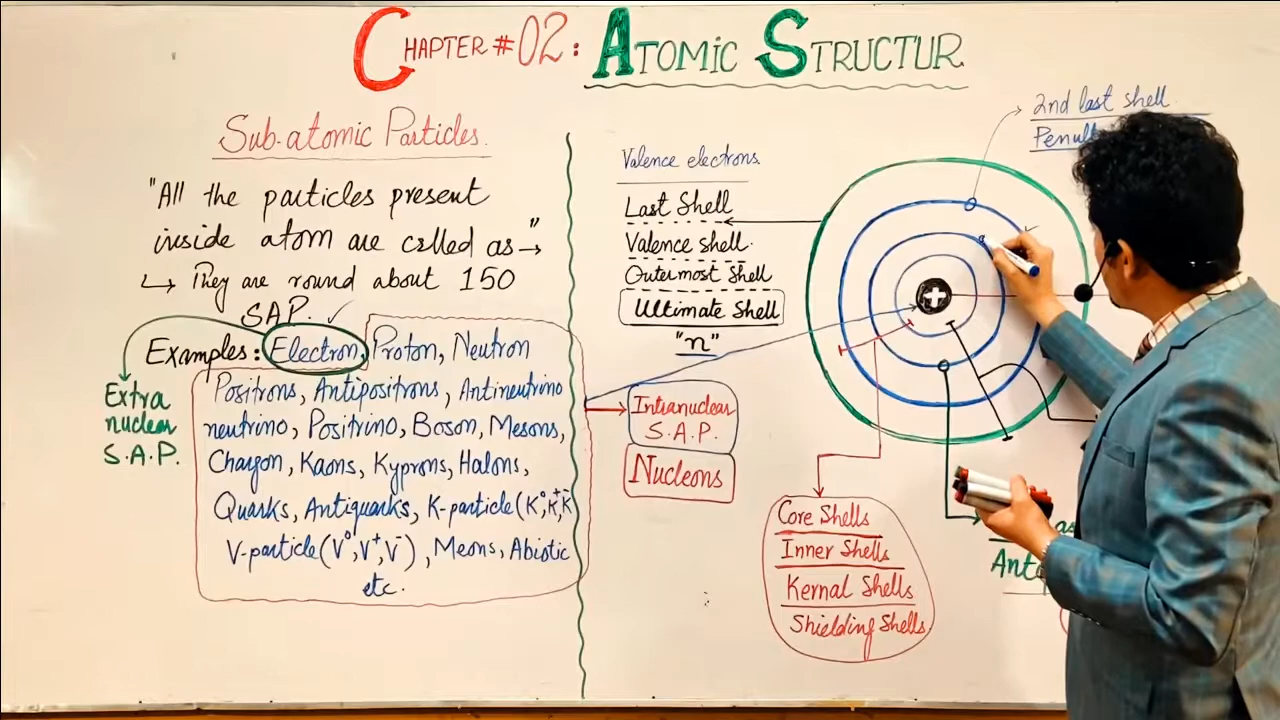 CHAPTER # 02: ATOMIC STRUCTUR
Sub-atomic Particles.
"All the particles present
inside atom are called as" →
↳ They are round about 150
SAP. ✓
Examples: Electron, Proton, Neutron
Positrons, Antipositrons, Antineutrino
neutrino, Positrino, Boson, Mesons,
Chargon, Kaons, Kyprons, Halons,
Quarks, Antiquarks, K-particle (K°, K⁺, K⁻
V-particle (V°, V⁺, V⁻), Meons, Abiotic
etc.
Extra
nuclear
S.A.P.
Valence electrons.
Last Shell
Valence shell.
Outermost Shell
Ultimate Shell
"n"
Intranuclear
S.A.P.
Nucleons
2nd last shell
+
Core Shells
Inner Shells
Kernal Shells
Shielding Shells